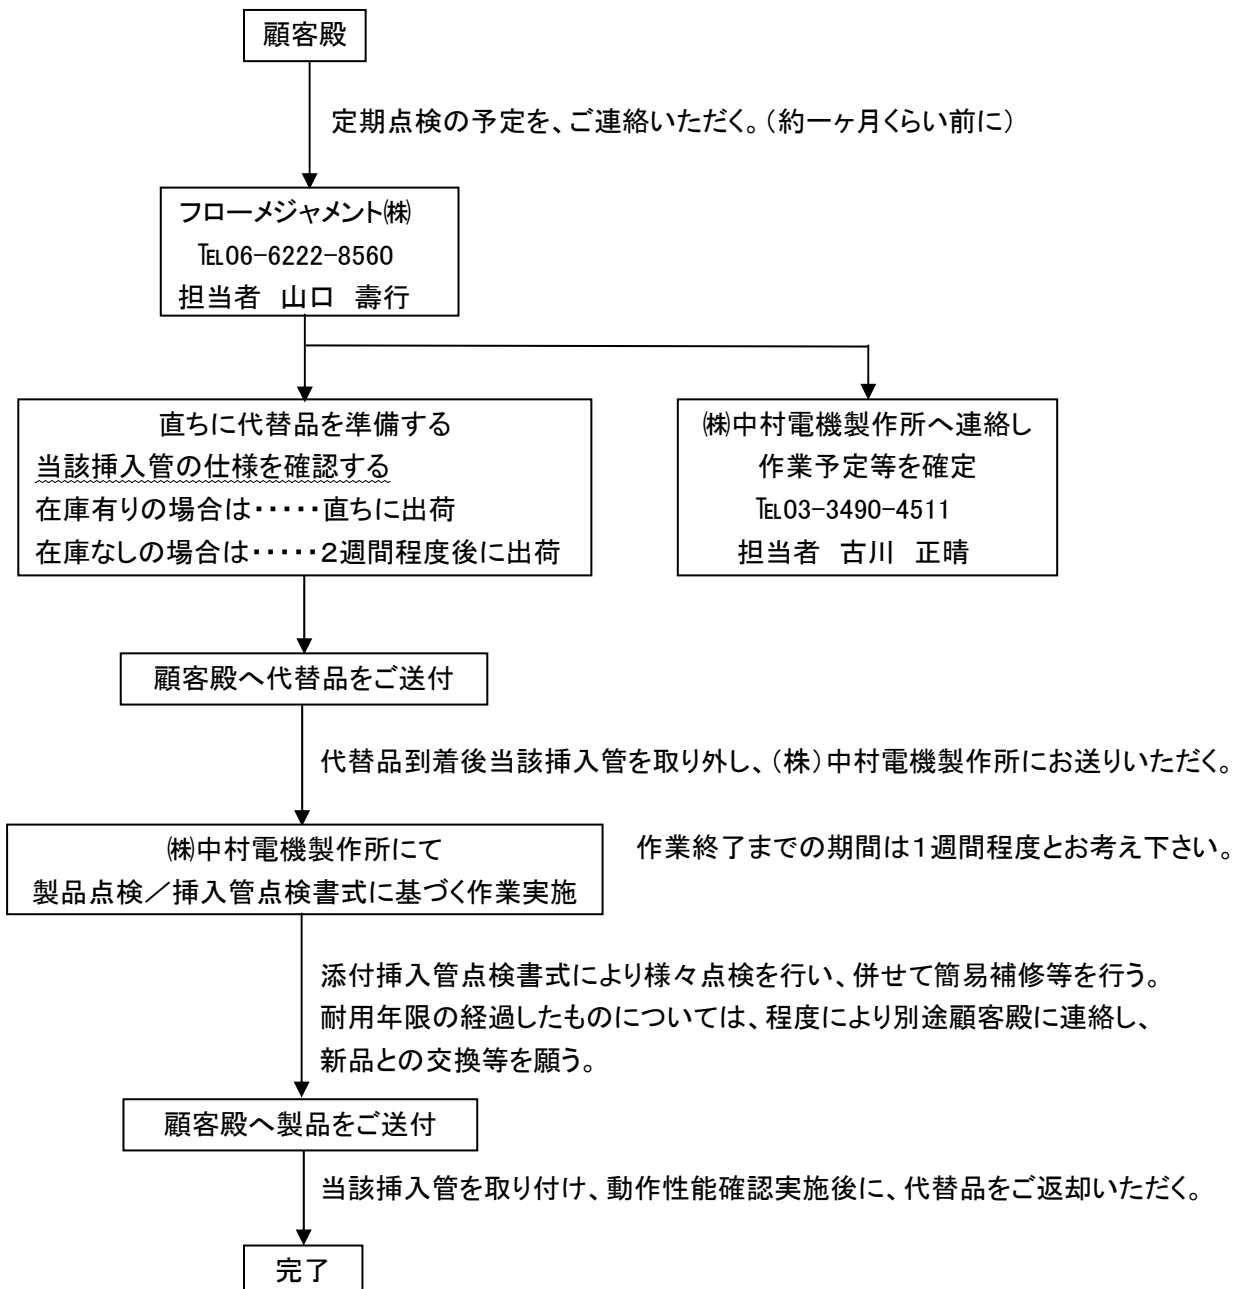 顧客殿
定期点検の予定を、ご連絡いただく。（約一ヶ月くらい前に）
フローメジャメント㈱
℡06-6222-8560
担当者　山口　壽行
直ちに代替品を準備する
当該挿入管の仕様を確認する
在庫有りの場合は・・・・・直ちに出荷
在庫なしの場合は・・・・・２週間程度後に出荷
㈱中村電機製作所へ連絡し
作業予定等を確定
℡03-3490-4511
担当者　古川　正晴
顧客殿へ代替品をご送付
代替品到着後当該挿入管を取り外し、（株）中村電機製作所にお送りいただく。
㈱中村電機製作所にて
製品点検／挿入管点検書式に基づく作業実施
作業終了までの期間は１週間程度とお考え下さい。
添付挿入管点検書式により様々点検を行い、併せて簡易補修等を行う。
耐用年限の経過したものについては、程度により別途顧客殿に連絡し、
新品との交換等を願う。
顧客殿へ製品をご送付
当該挿入管を取り付け、動作性能確認実施後に、代替品をご返却いただく。
完了